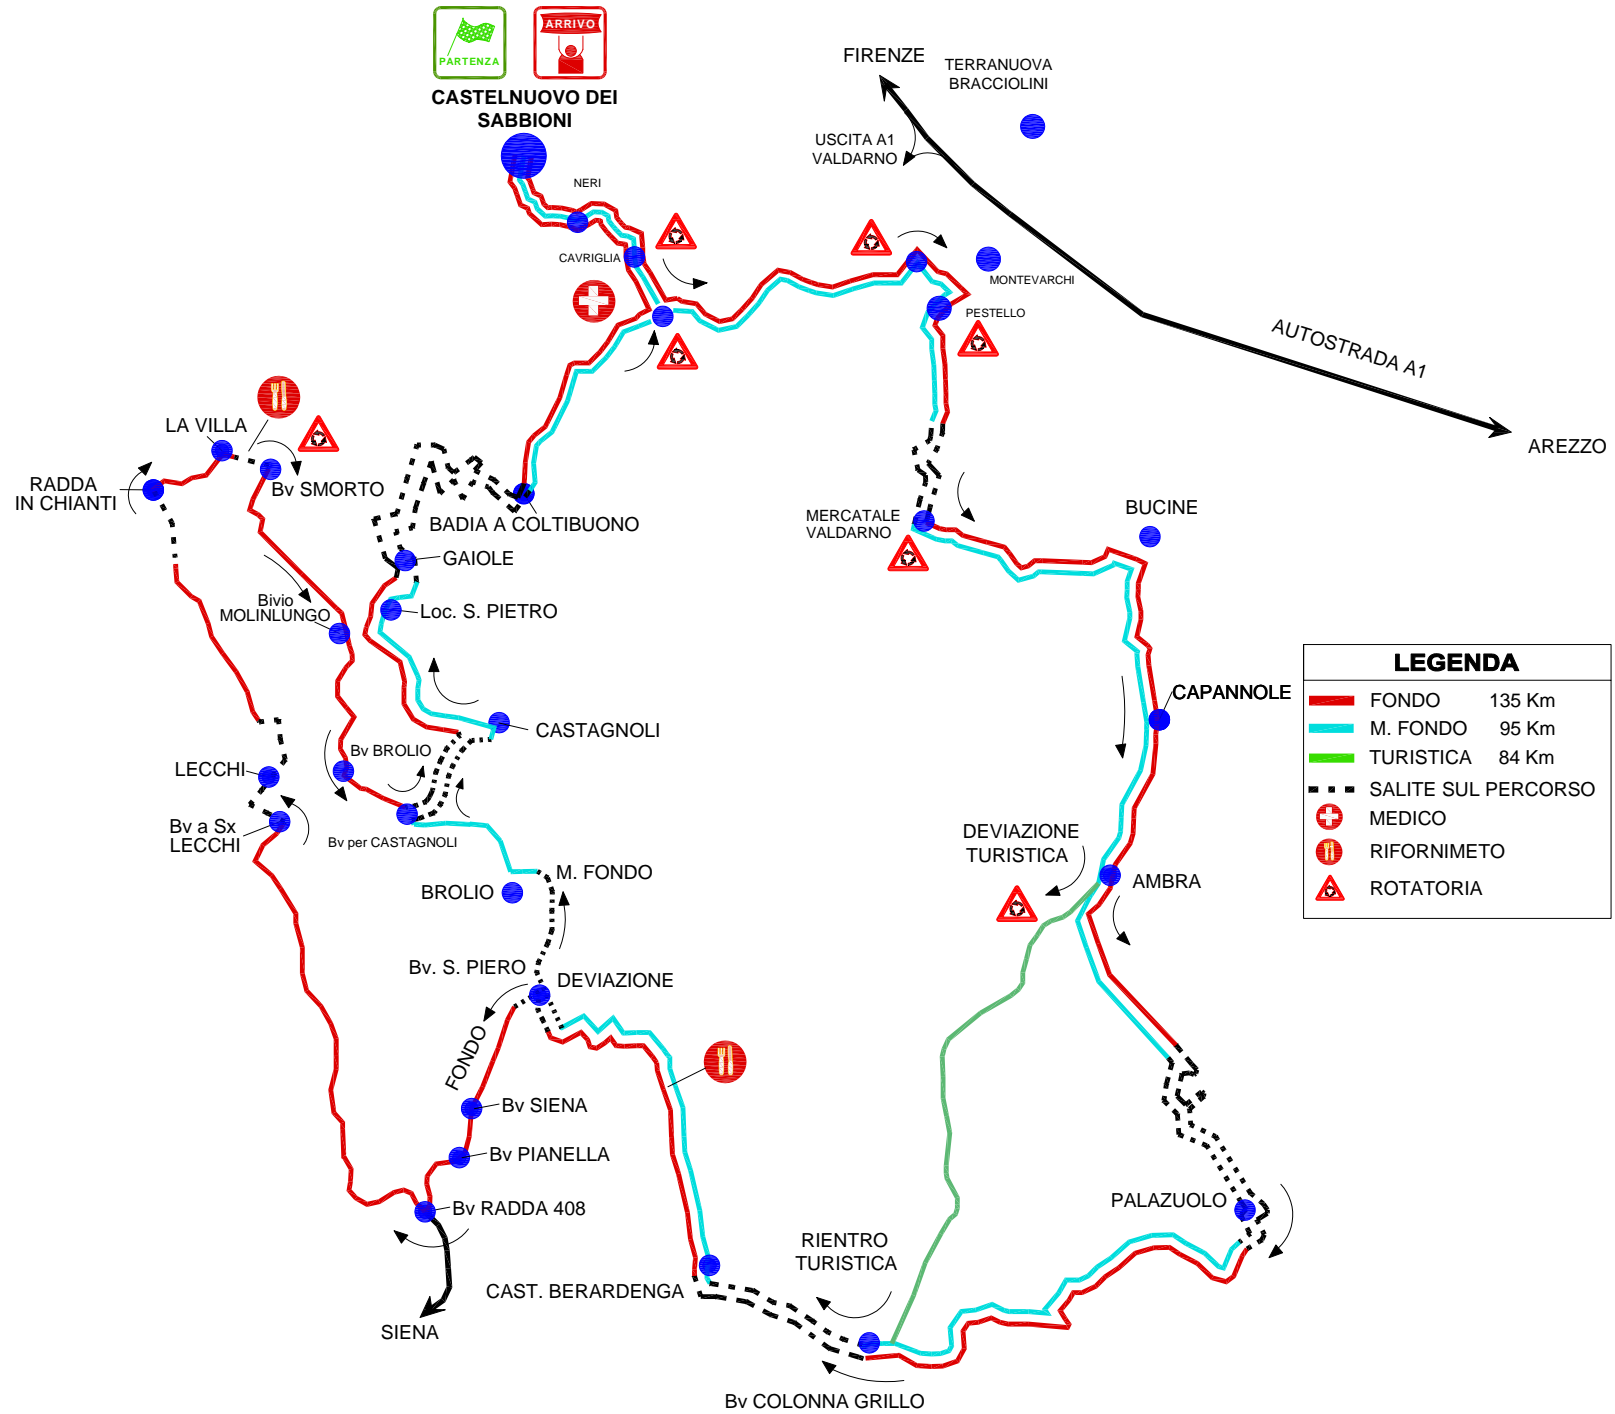 PARTENZA
ARRIVO
CASTELNUOVO DEI
SABBIONI
FIRENZE
TERRANUOVA
BRACCIOLINI
USCITA A1
VALDARNO
NERI
CAVRIGLIA
MONTEVARCHI
PESTELLO
AUTOSTRADA A1
AREZZO
LA VILLA
RADDA
IN CHIANTI
Bv SMORTO
BADIA A COLTIBUONO
MERCATALE
VALDARNO
BUCINE
GAIOLE
Bivio
MOLINLUNGO
Loc. S. PIETRO
CASTAGNOLI
CAPANNOLE
LEGENDA
FONDO 135 Km
M. FONDO 95 Km
TURISTICA 84 Km
SALITE SUL PERCORSO
MEDICO
RIFORNIMETO
ROTATORIA
Bv BROLIO
LECCHI
Bv a Sx
LECCHI
Bv per CASTAGNOLI
DEVIAZIONE
TURISTICA
AMBRA
M. FONDO
BROLIO
Bv. S. PIERO
DEVIAZIONE
FONDO
Bv SIENA
Bv PIANELLA
Bv RADDA 408
PALAZUOLO
RIENTRO
TURISTICA
CAST. BERARDENGA
SIENA
Bv COLONNA GRILLO